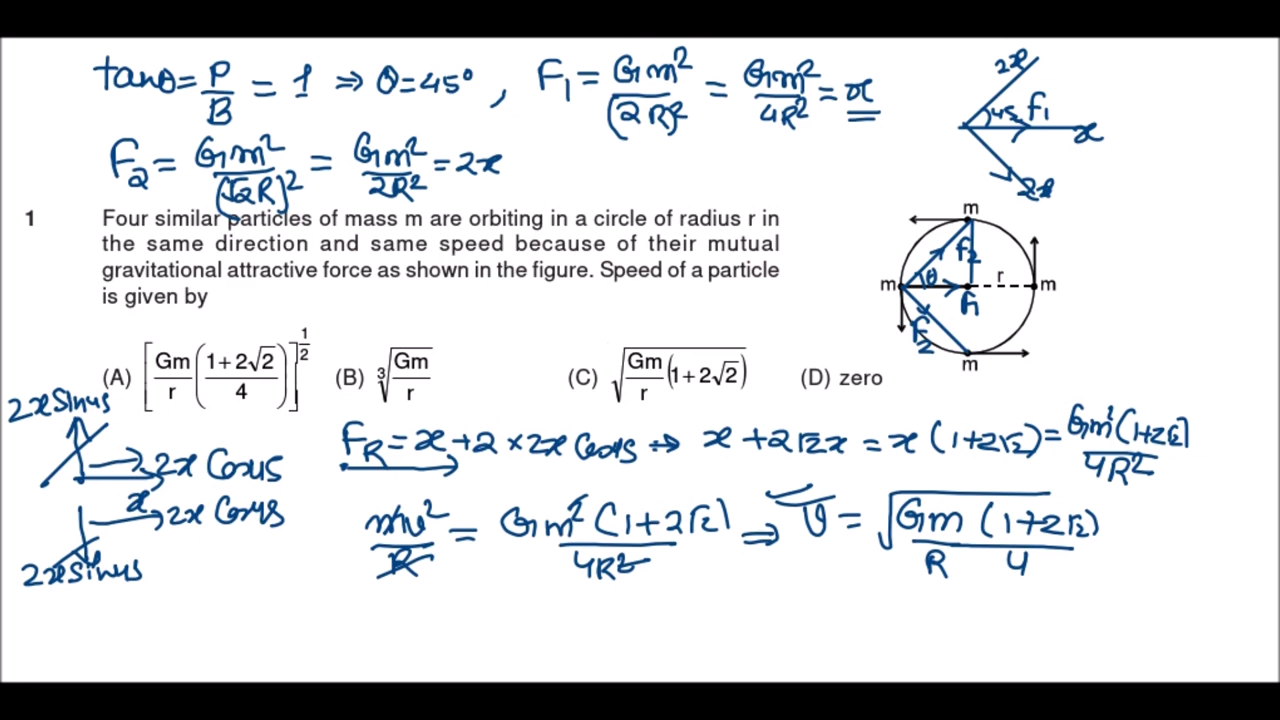 tanθ = P/B = 1 ⇒ θ = 45° , F₁ = Gm²/(2R)² = Gm²/4R² = x
F₂ = Gm²/(√2R)² = Gm²/2R² = 2x
2x
45 F₁
x
2x
1 Four similar particles of mass m are orbiting in a circle of radius r in
the same direction and same speed because of their mutual
gravitational attractive force as shown in the figure. Speed of a particle
is given by
m
F₂
m θ r m
F₁
F₂
m
(A) [Gm/r ((1+2√2)/4)]^(1/2) (B) ∛(Gm/r) (C) √(Gm/r (1+2√2)) (D) zero
2x Sin45
2x Cos45
x
2x Cos45
2x Sin45
F_R = x + 2 × 2x Cos45 ⇒ x + 2√2x = x (1+2√2) = Gm²(1+2√2)/4R²
mv²/R = Gm² (1+2√2)/4R² ⇒ v = √(Gm (1+2√2)/R 4)